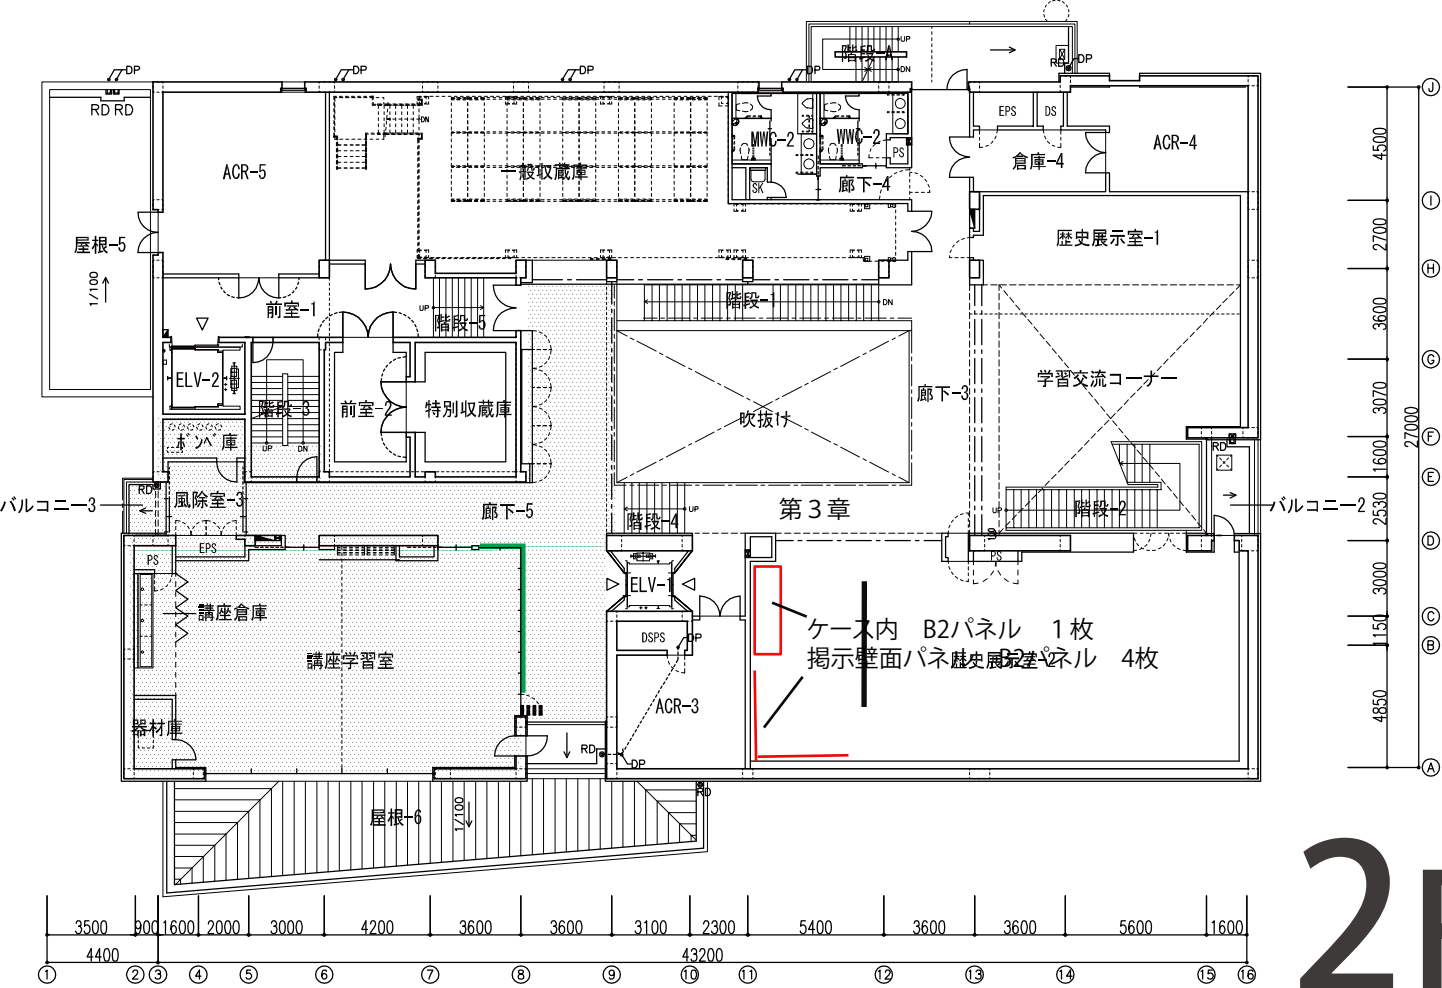 階段-A
UP
DN
DP
DP
DP
DP
RD
DP
RD RD
ACR-5
DN
一般収蔵庫
MWC-2
WWC-2
PS
SK
廊下-4
EPS
DS
倉庫-4
ACR-4
屋根-5
1/100
歴史展示室-1
前室-1
UP
階段-5
階段-1
DN
ELV-2
階段-3
UP
DN
前室-2
特別収蔵庫
吹抜け
廊下-3
学習交流コーナー
ボンベ庫
RD
バルコニー3
風除室-3
廊下-5
階段-4
UP
第3章
UP
階段-2
RD
バルコニー2
PS
EPS
ELV-1
PS
講座倉庫
講座学習室
DSPS
DP
ケース内 B2パネル 1枚
掲示壁面パネル B2パネル 4枚
歴史展示室-2
ACR-3
器材庫
RD
DP
屋根-6
1/100
RD
J
4500
I
2700
H
3600
G
3070
F
1600
E
2530
D
3000
C
1150
B
4850
A
27000
3500
900
1600
2000
3000
4200
3600
3600
3100
2300
5400
3600
3600
5600
1600
4400
43200
1 2 3 4 5 6 7 8 9 10 11 12 13 14 15 16
2F